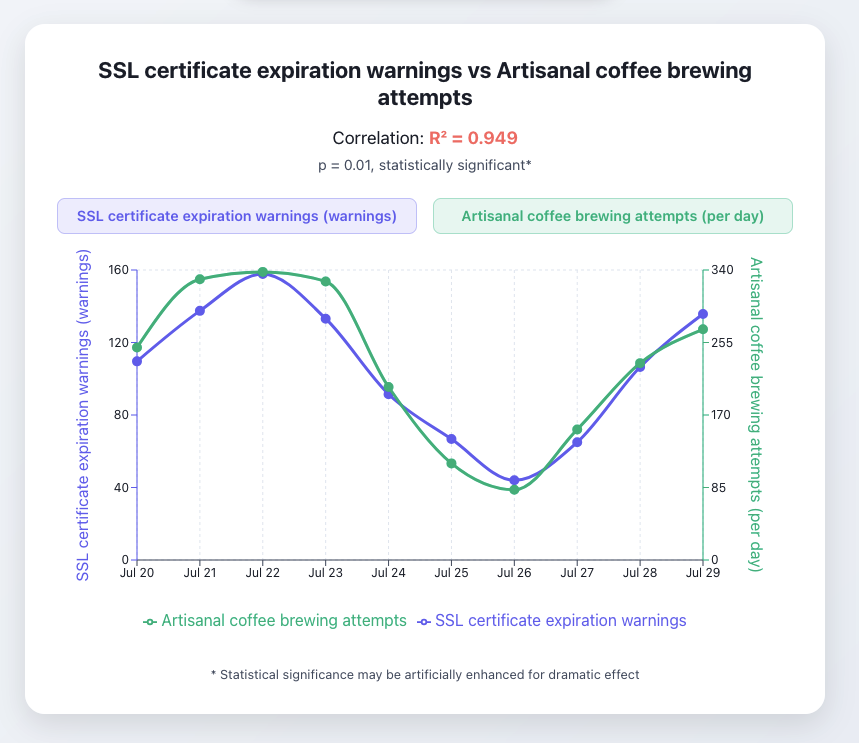 SSL certificate expiration warnings vs Artisanal coffee brewing
attempts
Correlation: R² = 0.949
p = 0.01, statistically significant*
SSL certificate expiration warnings (warnings)
Artisanal coffee brewing attempts (per day)
SSL certificate expiration warnings (warnings)
160
120
80
40
0
340
255
170
85
0
Artisanal coffee brewing attempts (per day)
Jul 20 Jul 21 Jul 22 Jul 23 Jul 24 Jul 25 Jul 26 Jul 27 Jul 28 Jul 29
Artisanal coffee brewing attempts SSL certificate expiration warnings
* Statistical significance may be artificially enhanced for dramatic effect